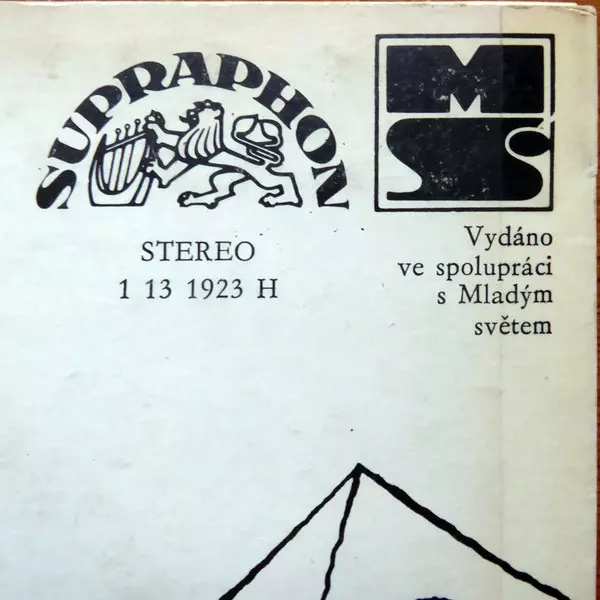 SUPRAPHON
MS
STEREO
1 13 1923 H
Vydáno
ve spolupráci
s Mladým
světem